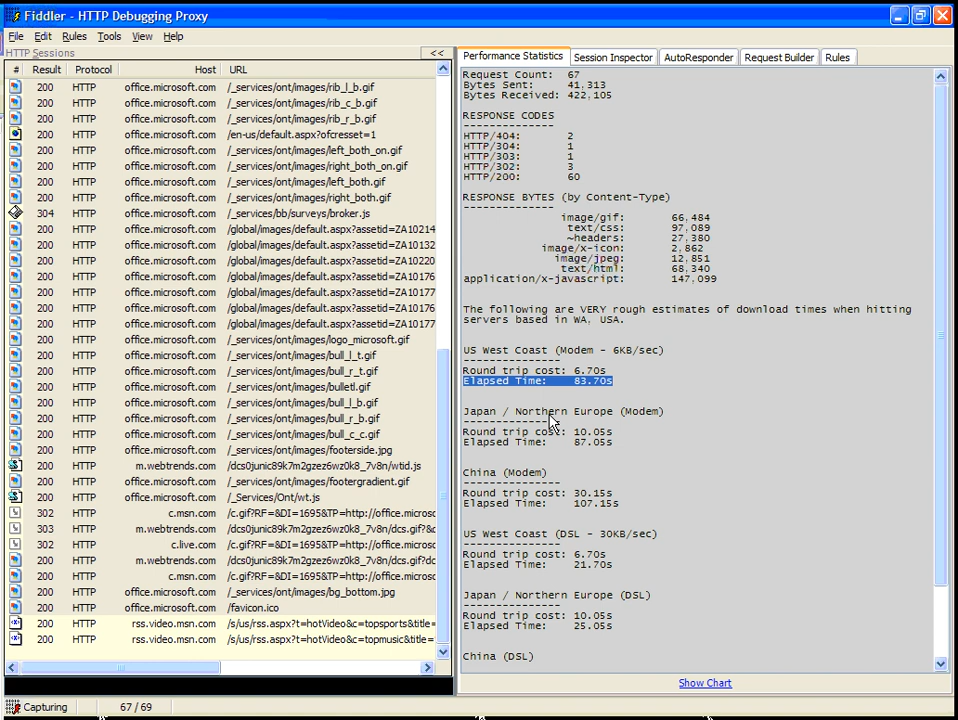 Fiddler - HTTP Debugging Proxy
File Edit Rules Tools View Help
HTTP Sessions <<
# Result Protocol Host URL
200 HTTP office.microsoft.com /_services/ont/images/rib_l_b.gif
200 HTTP office.microsoft.com /_services/ont/images/rib_c_b.gif
200 HTTP office.microsoft.com /_services/ont/images/rib_r_b.gif
200 HTTP office.microsoft.com /en-us/default.aspx?ofcresset=1
200 HTTP office.microsoft.com /_services/ont/images/left_both_on.gif
200 HTTP office.microsoft.com /_services/ont/images/right_both_on.gif
200 HTTP office.microsoft.com /_services/ont/images/left_both.gif
200 HTTP office.microsoft.com /_services/ont/images/right_both.gif
304 HTTP office.microsoft.com /_services/bb/surveys/broker.js
200 HTTP office.microsoft.com /global/images/default.aspx?assetid=ZA10214
200 HTTP office.microsoft.com /global/images/default.aspx?assetid=ZA10132
200 HTTP office.microsoft.com /global/images/default.aspx?assetid=ZA10220
200 HTTP office.microsoft.com /global/images/default.aspx?assetid=ZA10176
200 HTTP office.microsoft.com /global/images/default.aspx?assetid=ZA10177
200 HTTP office.microsoft.com /global/images/default.aspx?assetid=ZA10176
200 HTTP office.microsoft.com /global/images/default.aspx?assetid=ZA10177
200 HTTP office.microsoft.com /_services/ont/images/logo_microsoft.gif
200 HTTP office.microsoft.com /_services/ont/images/bull_l_t.gif
200 HTTP office.microsoft.com /_services/ont/images/bull_r_t.gif
200 HTTP office.microsoft.com /_services/ont/images/bulletl.gif
200 HTTP office.microsoft.com /_services/ont/images/bull_l_b.gif
200 HTTP office.microsoft.com /_services/ont/images/bull_r_b.gif
200 HTTP office.microsoft.com /_services/ont/images/bull_c_c.gif
200 HTTP office.microsoft.com /_services/ont/images/footerside.jpg
200 HTTP m.webtrends.com /dcs0junic89k7m2gzez6wz0k8_7v8n/wtid.js
200 HTTP office.microsoft.com /_services/ont/images/footergradient.gif
200 HTTP office.microsoft.com /_Services/Ont/wt.js
302 HTTP c.msn.com /c.gif?RF=&DI=1695&TP=http://office.microsc
303 HTTP m.webtrends.com /dcs0junic89k7m2gzez6wz0k8_7v8n/dcs.gif?&c
302 HTTP c.live.com /c.gif?RF=&DI=1695&TP=http://office.microsc
200 HTTP m.webtrends.com /dcs0junic89k7m2gzez6wz0k8_7v8n/dcs.gif?dc
200 HTTP c.msn.com /c.gif?RF=&DI=1695&TP=http://office.microsc
200 HTTP office.microsoft.com /_services/ont/images/bg_bottom.jpg
200 HTTP office.microsoft.com /favicon.ico
200 HTTP rss.video.msn.com /s/us/rss.aspx?t=hotVideo&c=topsports&title=
200 HTTP rss.video.msn.com /s/us/rss.aspx?t=hotVideo&c=topmusic&title=
Capturing 67 / 69
Performance Statistics Session Inspector AutoResponder Request Builder Rules
Request Count: 67
Bytes Sent: 41,313
Bytes Received: 422,105
RESPONSE CODES
--------------
HTTP/404: 2
HTTP/304: 1
HTTP/303: 1
HTTP/302: 3
HTTP/200: 60
RESPONSE BYTES (by Content-Type)
--------------
image/gif: 66,484
text/css: 97,089
~headers: 27,380
image/x-icon: 2,862
image/jpeg: 12,851
text/html: 68,340
application/x-javascript: 147,099
The following are VERY rough estimates of download times when hitting
servers based in WA, USA.
US West Coast (Modem - 6KB/sec)
---------------
Round trip cost: 6.70s
Elapsed Time: 83.70s
Japan / Northern Europe (Modem)
---------------
Round trip cost: 10.05s
Elapsed Time: 87.05s
China (Modem)
---------------
Round trip cost: 30.15s
Elapsed Time: 107.15s
US West Coast (DSL - 30KB/sec)
---------------
Round trip cost: 6.70s
Elapsed Time: 21.70s
Japan / Northern Europe (DSL)
---------------
Round trip cost: 10.05s
Elapsed Time: 25.05s
China (DSL)
Show Chart